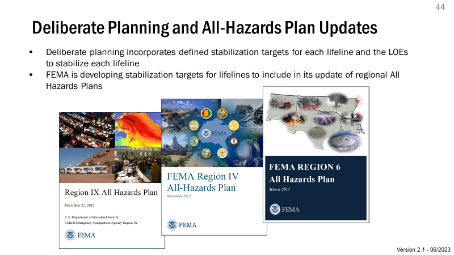 44
Deliberate Planning and All-Hazards Plan Updates
▪ Deliberate planning incorporates defined stabilization targets for each lifeline and the LOEs
to stabilize each lifeline
▪ FEMA is developing stabilization targets for lifelines to include in its update of regional All
Hazards Plans
Region IX All Hazards Plan
U.S. Department of Homeland Security
Federal Emergency Management Agency Region IX
FEMA
FEMA
FEMA Region IV
All-Hazards Plan
FEMA
FEMA REGION 6
All Hazards Plan
FEMA
Version 2.1 - 06/2023